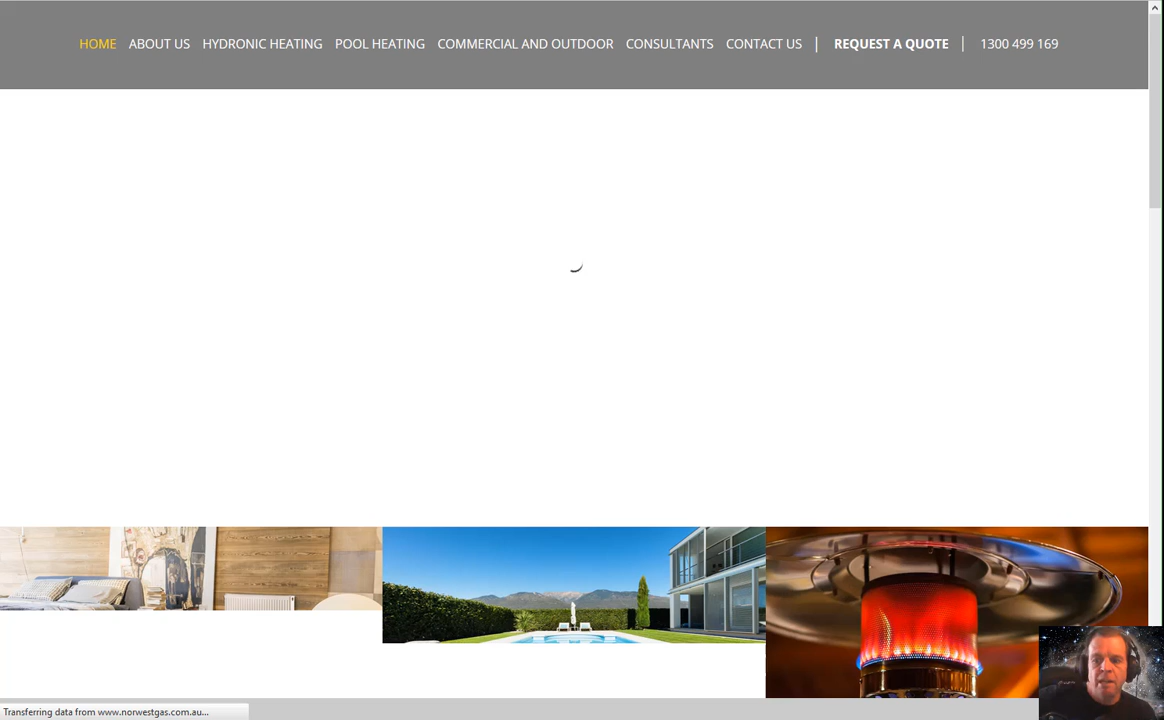 HOME ABOUT US HYDRONIC HEATING POOL HEATING COMMERCIAL AND OUTDOOR CONSULTANTS CONTACT US | REQUEST A QUOTE | 1300 499 169
Transferring data from www.norwestgas.com.au...